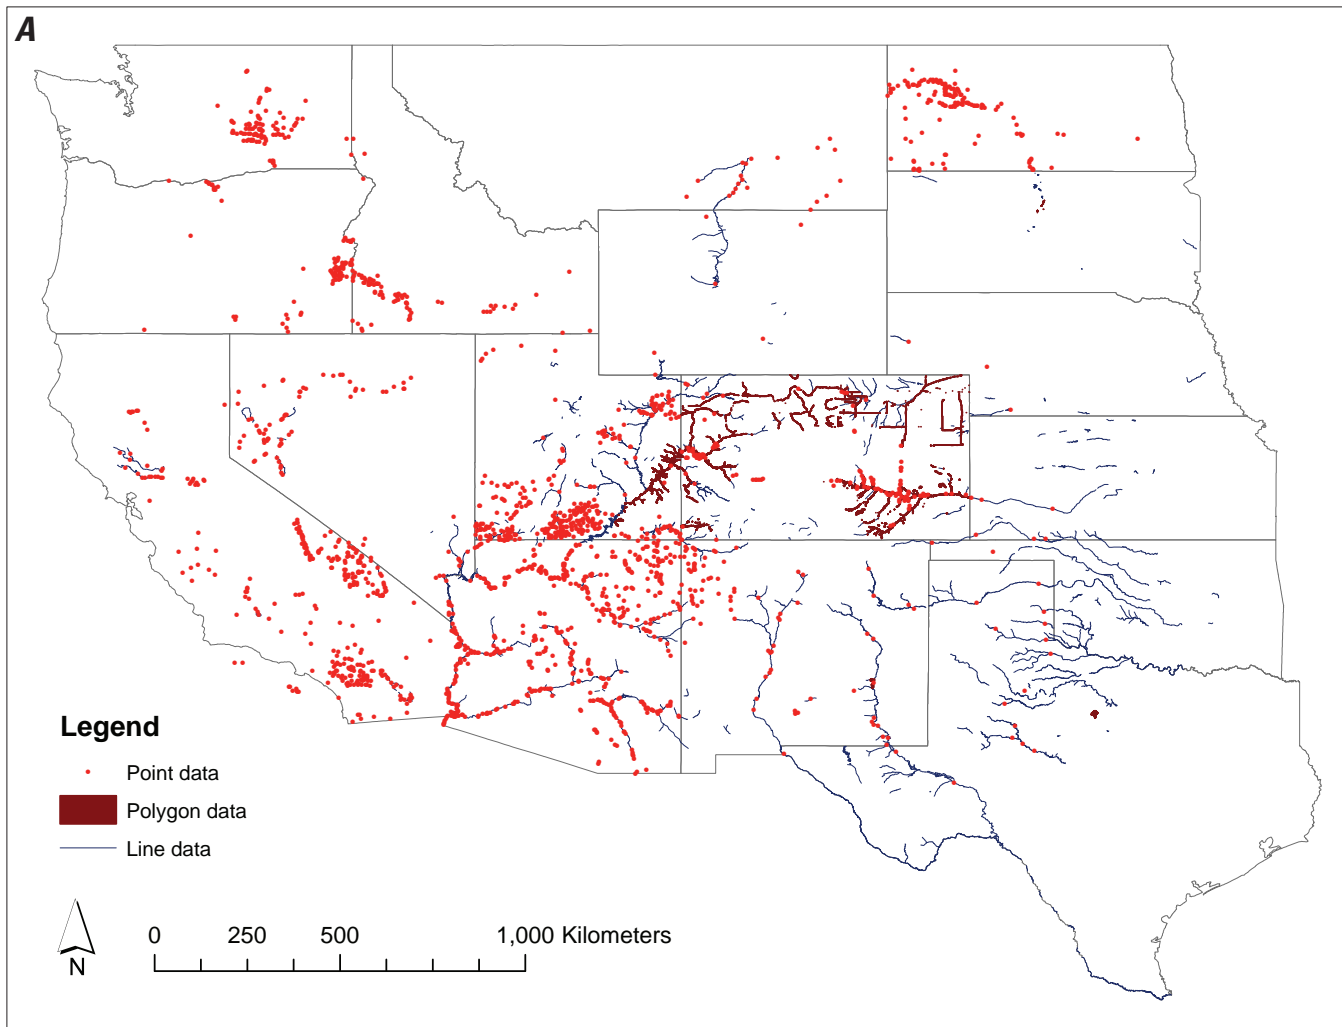 A
Legend
Point data
Polygon data
Line data
N
0 250 500 1,000 Kilometers